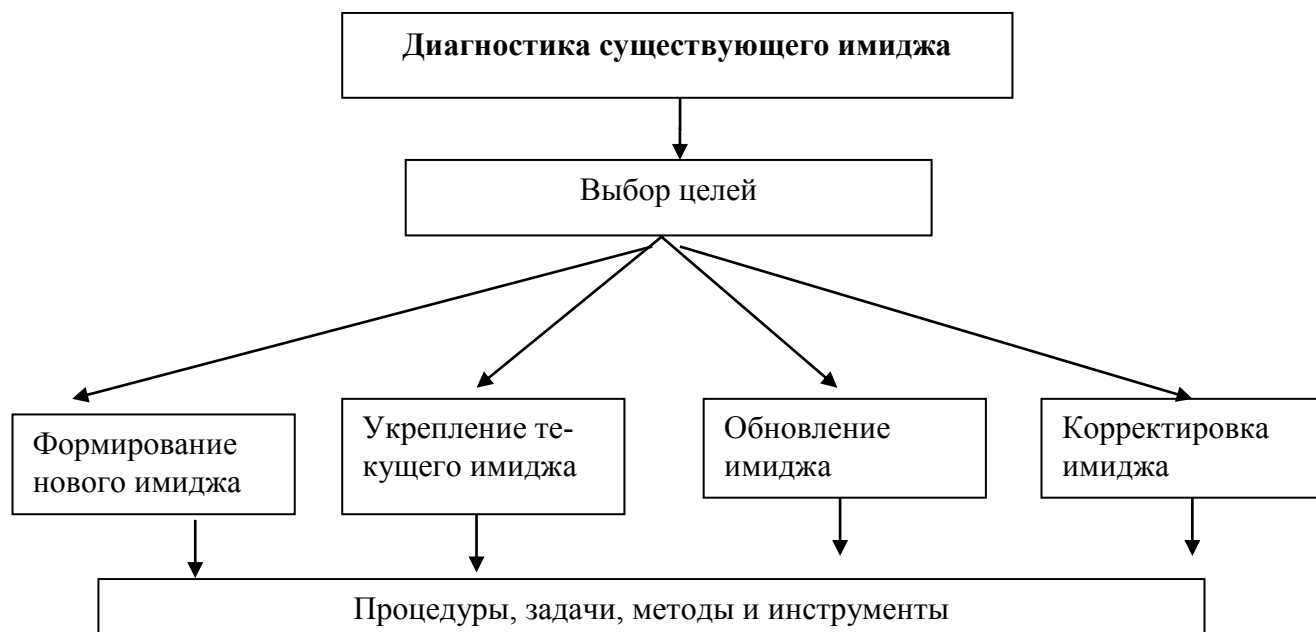 Диагностика существующего имиджа
Выбор целей
Формирование
нового имиджа
Укрепление те-
кущего имиджа
Обновление
имиджа
Корректировка
имиджа
Процедуры, задачи, методы и инструменты